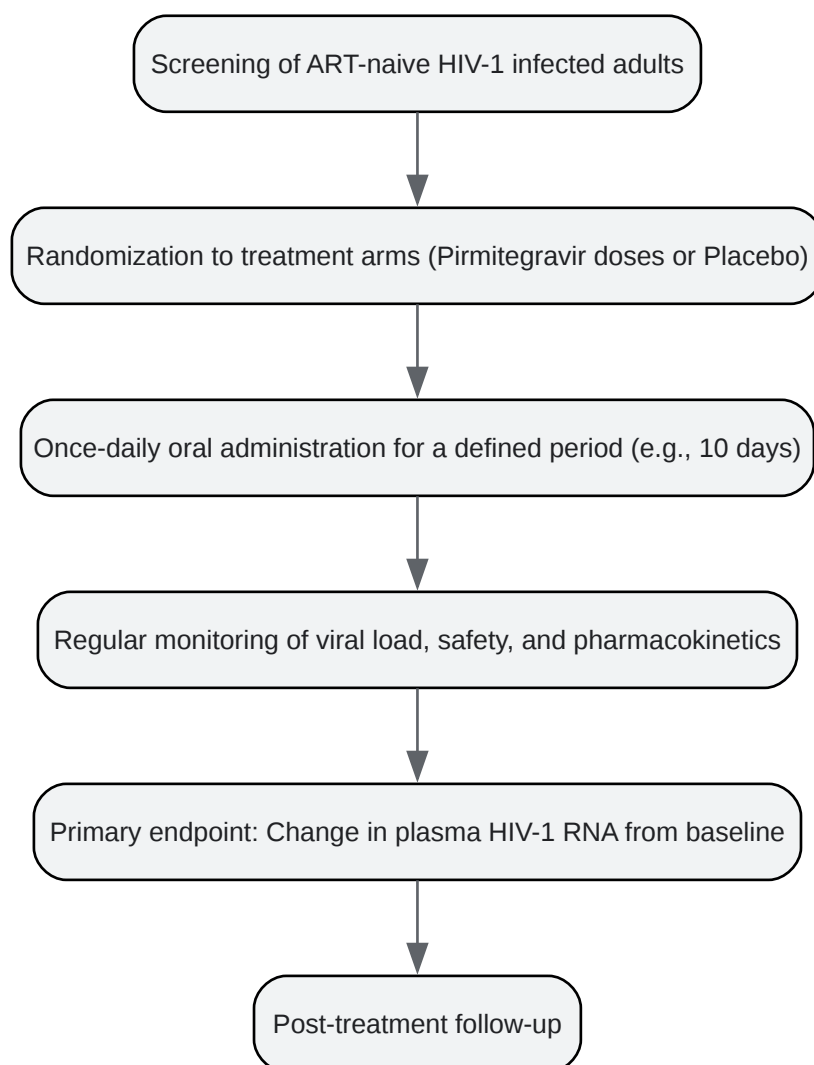 Screening of ART-naive HIV-1 infected adults
Randomization to treatment arms (Pirmitegravir doses or Placebo)
Once-daily oral administration for a defined period (e.g., 10 days)
Regular monitoring of viral load, safety, and pharmacokinetics
Primary endpoint: Change in plasma HIV-1 RNA from baseline
Post-treatment follow-up